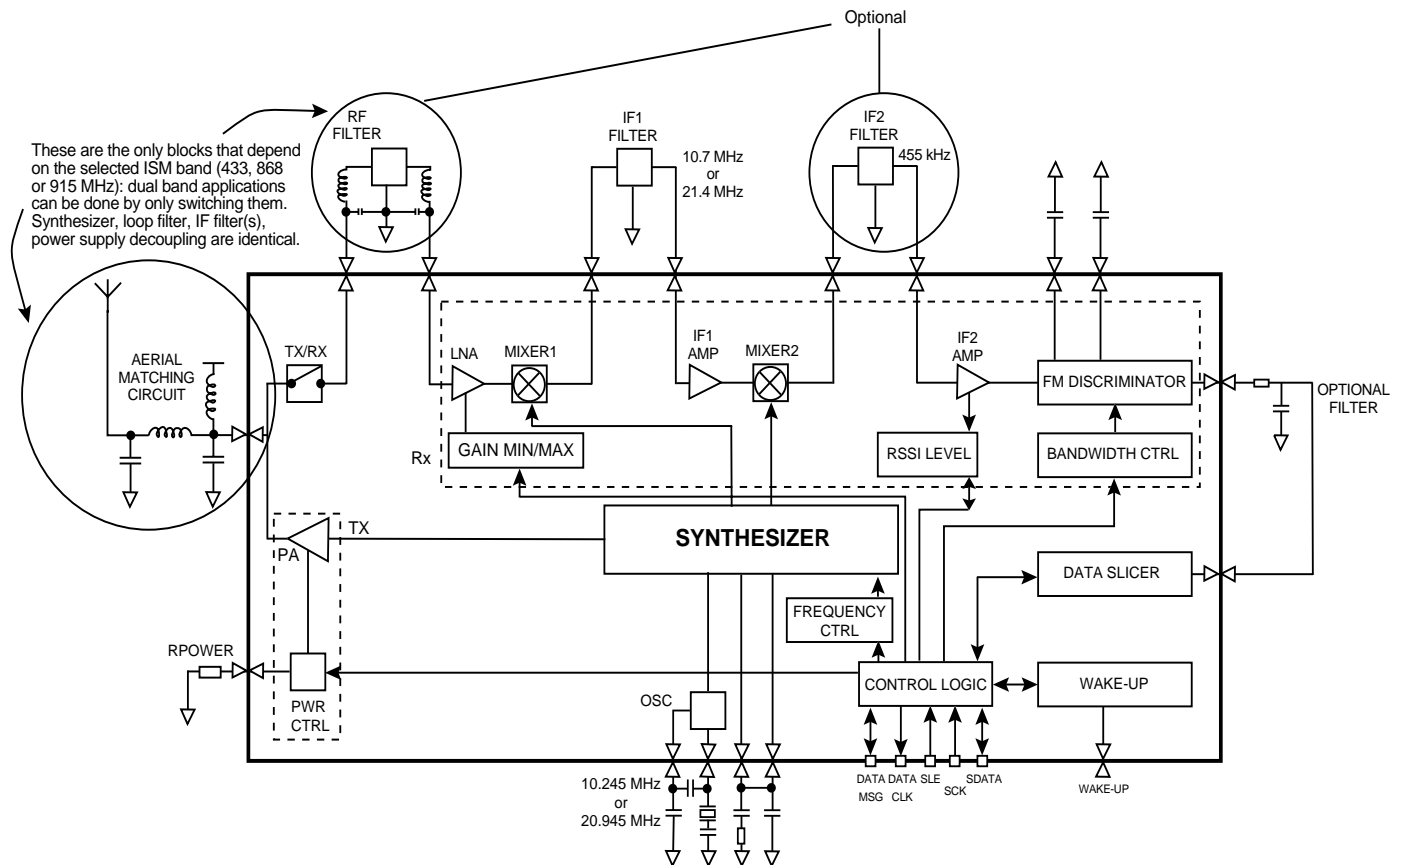 Optional
RF
FILTER
IF1
FILTER
10.7 MHz
or
21.4 MHz
IF2
FILTER
455 kHz
These are the only blocks that depend
on the selected ISM band (433, 868
or 915 MHz): dual band applications
can be done by only switching them.
Synthesizer, loop filter, IF filter(s),
power supply decoupling are identical.
AERIAL
MATCHING
CIRCUIT
TX/RX
LNA
MIXER1
IF1
AMP
MIXER2
IF2
AMP
FM DISCRIMINATOR
OPTIONAL
FILTER
Rx
GAIN MIN/MAX
RSSI LEVEL
BANDWIDTH CTRL
PA
TX
SYNTHESIZER
DATA SLICER
FREQUENCY
CTRL
RPOWER
PWR
CTRL
OSC
CONTROL LOGIC
WAKE-UP
10.245 MHz
or
20.945 MHz
DATA
MSG
DATA
CLK
SLE
SCK
SDATA
WAKE-UP